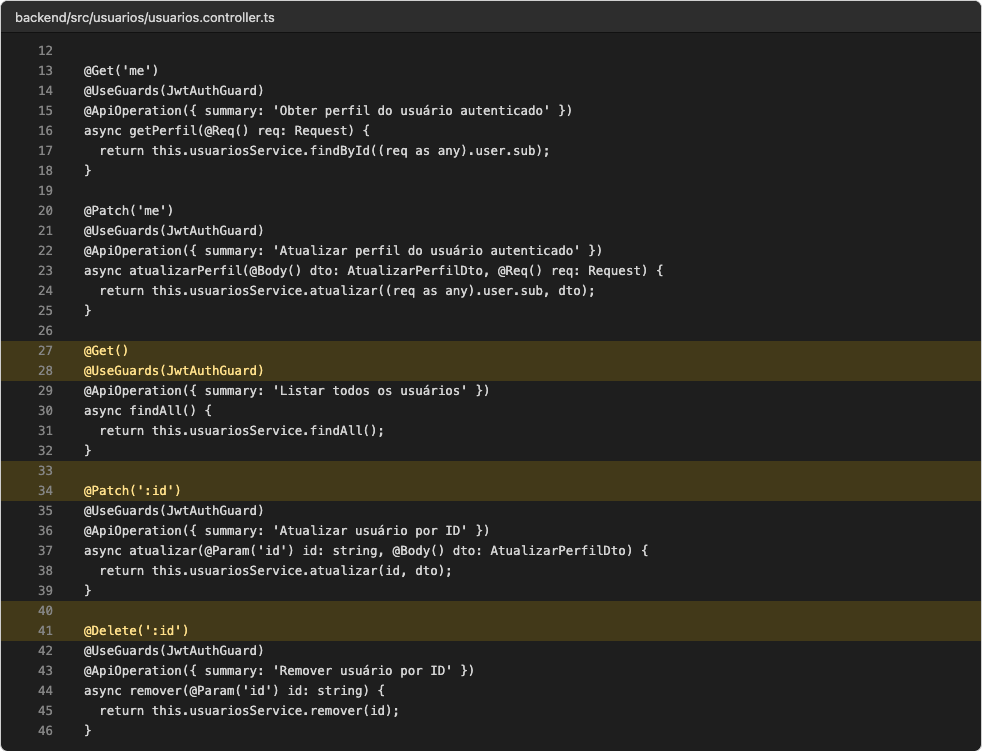 backend/src/usuarios/usuarios.controller.ts
12
13 @Get('me')
14 @UseGuards(JwtAuthGuard)
15 @ApiOperation({ summary: 'Obter perfil do usuário autenticado' })
16 async getPerfil(@Req() req: Request) {
17 return this.usuariosService.findById((req as any).user.sub);
18 }
19
20 @Patch('me')
21 @UseGuards(JwtAuthGuard)
22 @ApiOperation({ summary: 'Atualizar perfil do usuário autenticado' })
23 async atualizarPerfil(@Body() dto: AtualizarPerfilDto, @Req() req: Request) {
24 return this.usuariosService.atualizar((req as any).user.sub, dto);
25 }
26
27 @Get()
28 @UseGuards(JwtAuthGuard)
29 @ApiOperation({ summary: 'Listar todos os usuários' })
30 async findAll() {
31 return this.usuariosService.findAll();
32 }
33
34 @Patch(':id')
35 @UseGuards(JwtAuthGuard)
36 @ApiOperation({ summary: 'Atualizar usuário por ID' })
37 async atualizar(@Param('id') id: string, @Body() dto: AtualizarPerfilDto) {
38 return this.usuariosService.atualizar(id, dto);
39 }
40
41 @Delete(':id')
42 @UseGuards(JwtAuthGuard)
43 @ApiOperation({ summary: 'Remover usuário por ID' })
44 async remover(@Param('id') id: string) {
45 return this.usuariosService.remover(id);
46 }